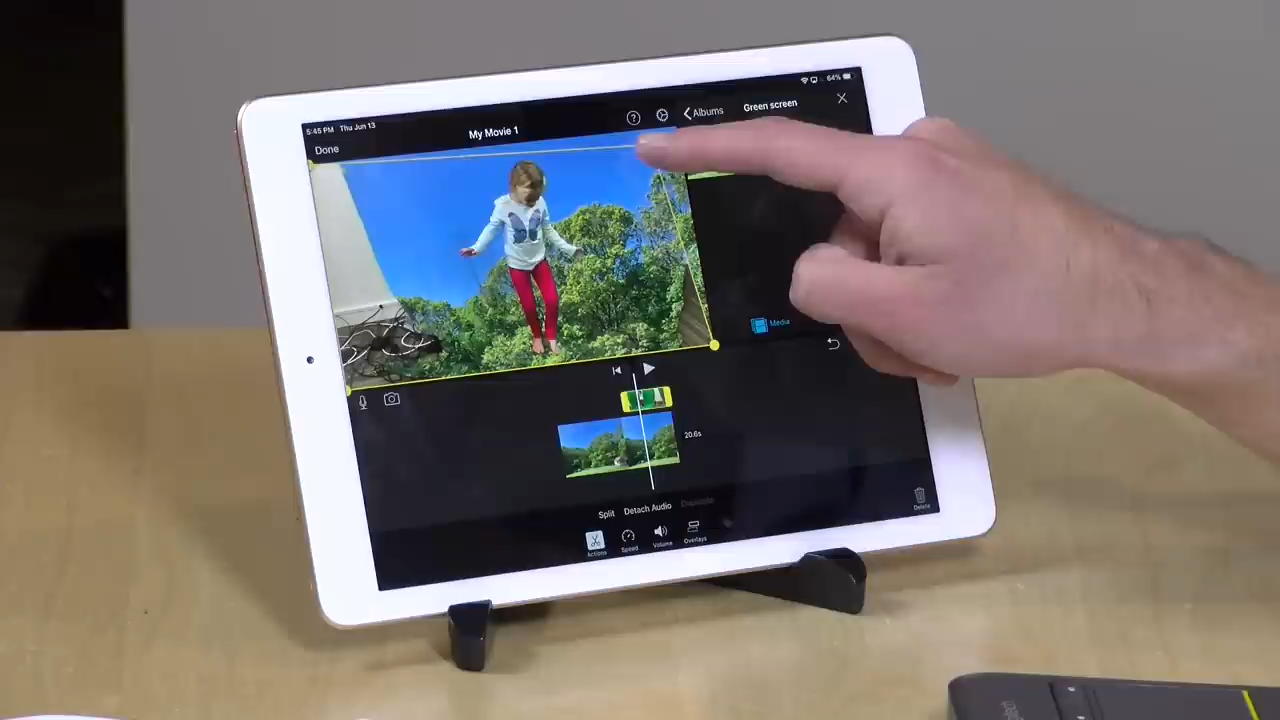 5:45 PM Thu Jun 13
64%
Done
My Movie 1
?
Albums
Green screen
Media
20.6s
Split
Detach Audio
Duplicate
Actions
Speed
Volume
Overlays
Delete